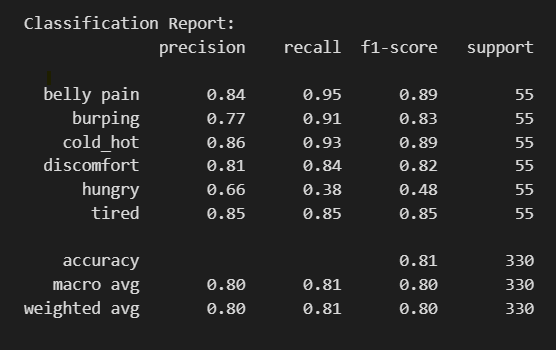 Classification Report:
precision recall f1-score support
belly pain 0.84 0.95 0.89 55
burping 0.77 0.91 0.83 55
cold_hot 0.86 0.93 0.89 55
discomfort 0.81 0.84 0.82 55
hungry 0.66 0.38 0.48 55
tired 0.85 0.85 0.85 55
accuracy 0.81 330
macro avg 0.80 0.81 0.80 330
weighted avg 0.80 0.81 0.80 330